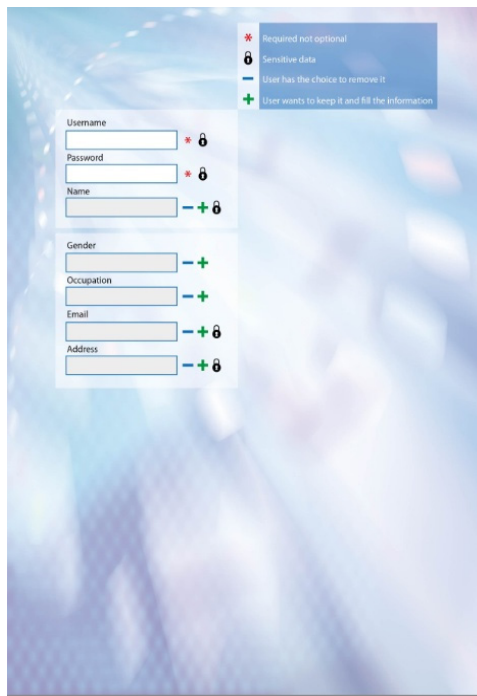 * Required not optional
Sensitive data
− User has the choice to remove it
+ User wants to keep it and fill the information
Username
*
Password
*
Name
− +
Gender
− +
Occupation
− +
Email
− +
Address
− +